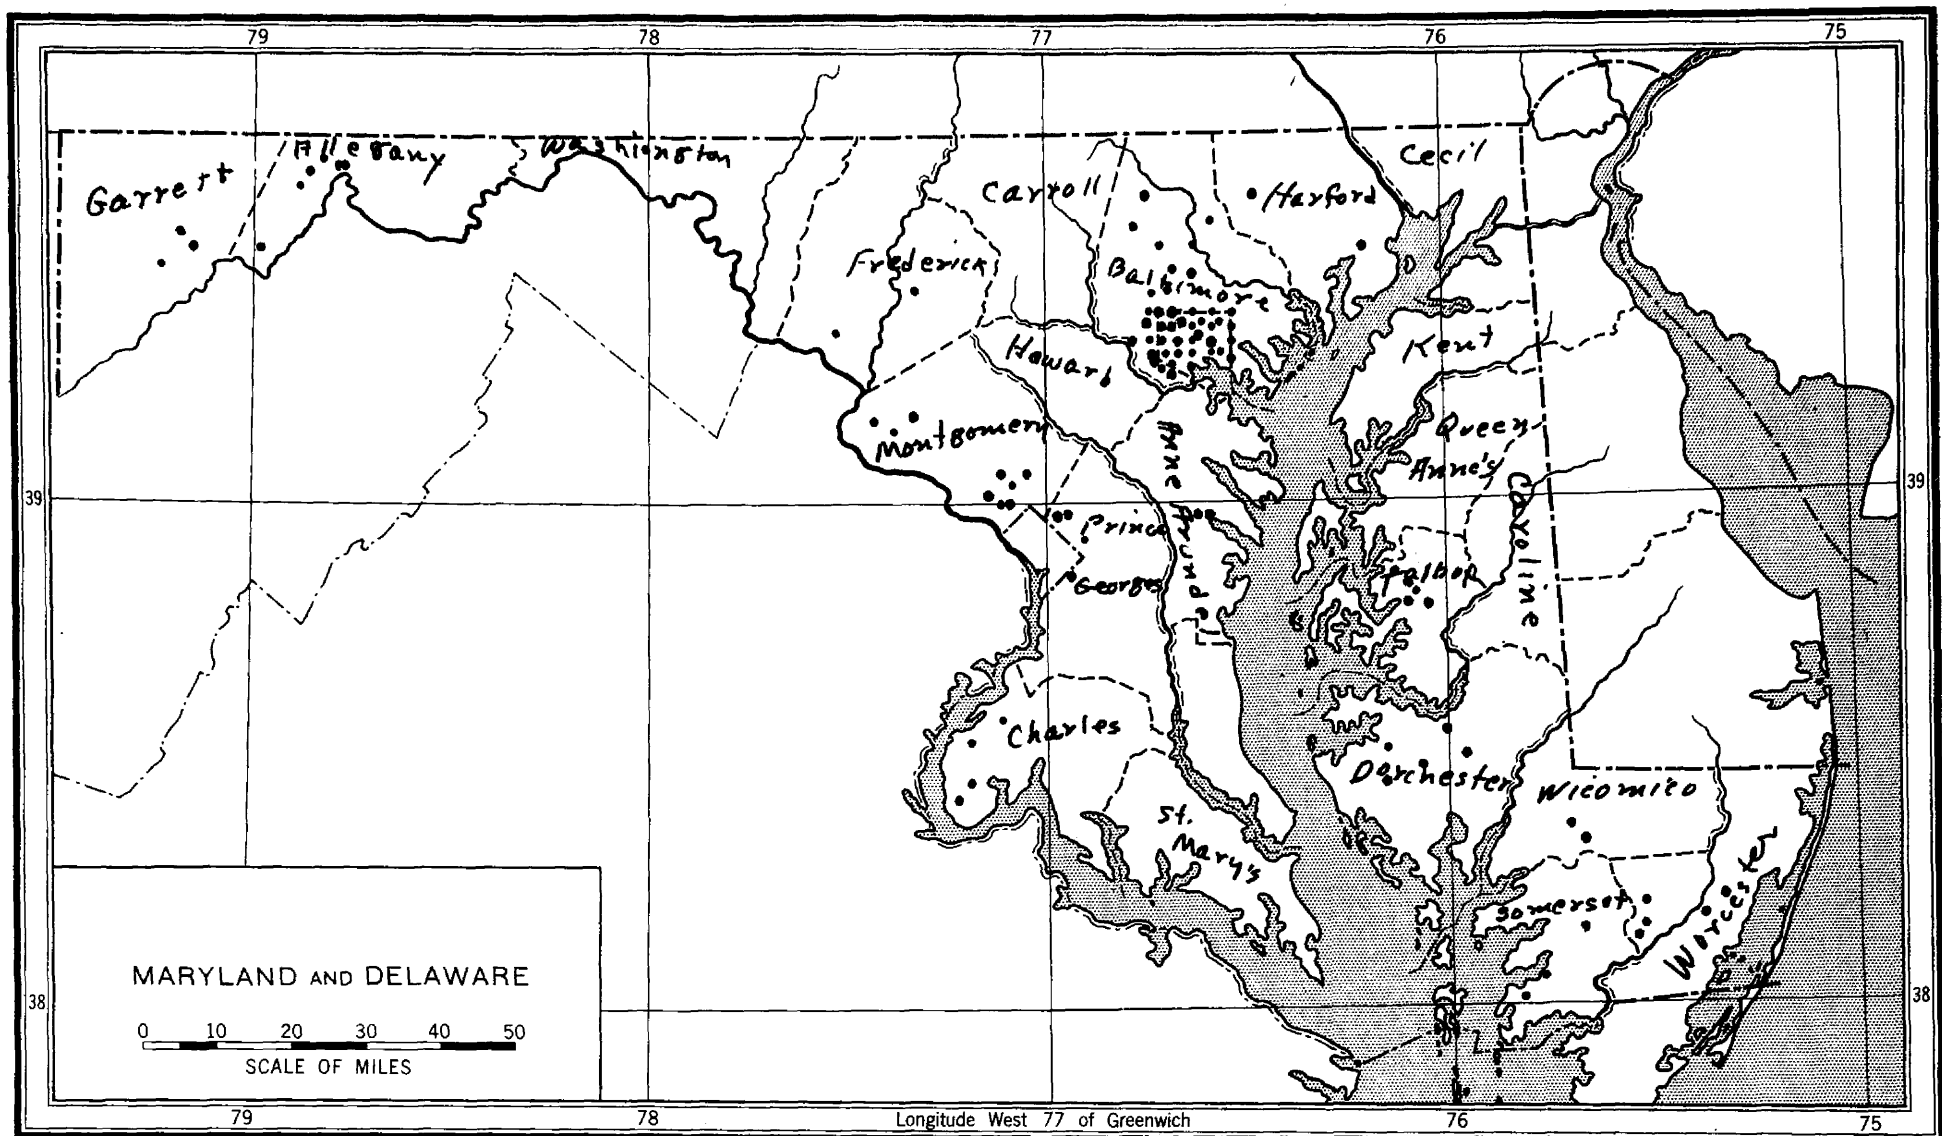 79 78 77 76 75
Allegany
Washington
Cecil
Garrett
Carroll
Harford
Frederick
Baltimore
Kent
Howard
Queen
Anne's
Montgomery
Anne Arundel
39 39
Caroline
Prince
Georges
Talbot
Charles
Dorchester
Wicomico
St.
Mary's
Somerset
Worcester
MARYLAND AND DELAWARE
38 38
0 10 20 30 40 50
SCALE OF MILES
79 78 Longitude West 77 of Greenwich 76 75